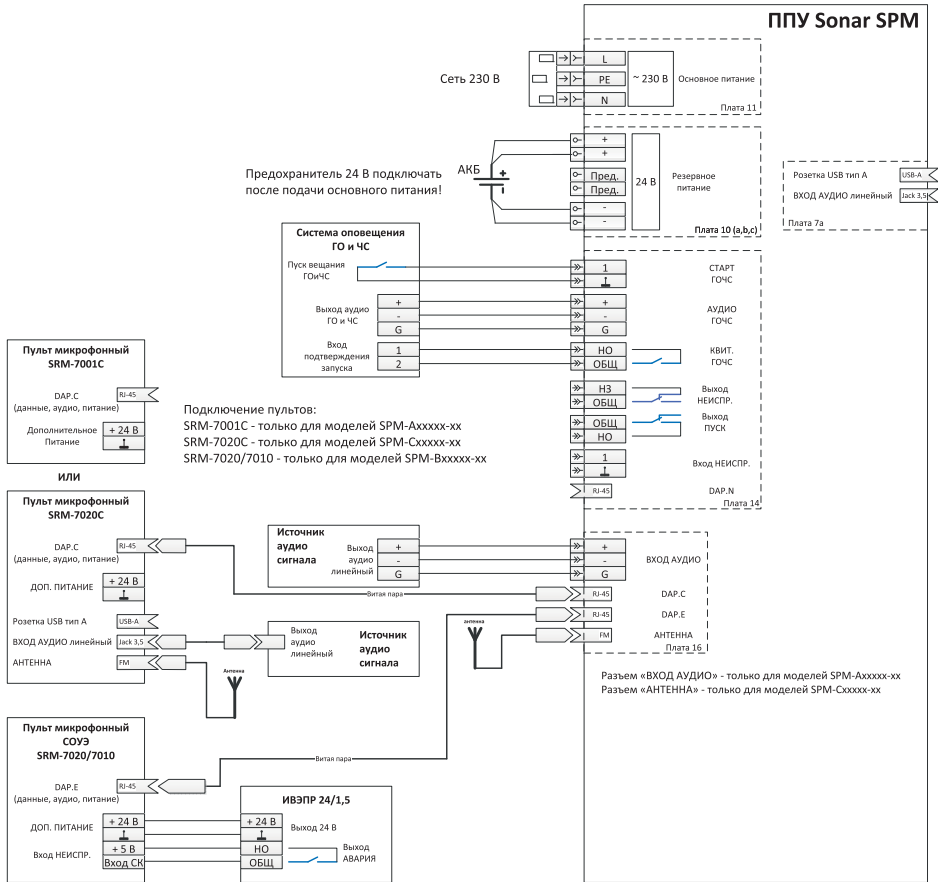 ППУ Sonar SPM
Сеть 230 В
L
PE
N
~ 230 В
Основное питание
Плата 11
Предохранитель 24 В подключать
после подачи основного питания!
АКБ
+
-
+
+
Пред.
Пред.
-
-
24 В
Резервное
питание
Плата 10 (a,b,c)
Розетка USB тип А
USB-A
ВХОД АУДИО линейный
Jack 3,5
Плата 7a
Система оповещения
ГО и ЧС
Пуск вещания
ГОиЧС
1
СТАРТ
ГОЧС
Выход аудио
ГО и ЧС
+
-
G
+
-
G
АУДИО
ГОЧС
Вход
подтверждения
запуска
1
2
НО
ОБЩ
КВИТ.
ГОЧС
НЗ
ОБЩ
Выход
НЕИСПР.
ОБЩ
НО
Выход
ПУСК
1
Вход НЕИСПР.
RJ-45
DAP.N
Плата 14
Пульт микрофонный
SRM-7001C
DAP.C
(данные, аудио, питание)
RJ-45
Дополнительное
Питание
+ 24 В
Подключение пультов:
SRM-7001C - только для моделей SPM-Axxxxx-xx
SRM-7020C - только для моделей SPM-Cxxxxx-xx
SRM-7020/7010 - только для моделей SPM-Bxxxxx-xx
ИЛИ
Пульт микрофонный
SRM-7020C
DAP.C
(данные, аудио, питание)
RJ-45
ДОП. ПИТАНИЕ
+ 24 В
Розетка USB тип А
USB-A
ВХОД АУДИО линейный
Jack 3,5
АНТЕННА
FM
Антенна
Источник
аудио
сигнала
Выход
аудио
линейный
+
-
G
+
-
G
ВХОД АУДИО
Витая пара
RJ-45
DAP.C
RJ-45
DAP.E
FM
АНТЕННА
Плата 16
антенна
Выход
аудио
линейный
Источник
аудио
сигнала
Разъем «ВХОД АУДИО» - только для моделей SPM-Axxxxx-xx
Разъем «АНТЕННА» - только для моделей SPM-Cxxxxx-xx
Пульт микрофонный
СОУЭ
SRM-7020/7010
DAP.E
(данные, аудио, питание)
RJ-45
Витая пара
ДОП. ПИТАНИЕ
+ 24 В
Вход НЕИСПР.
+ 5 В
Вход СК
ИВЭПР 24/1,5
+ 24 В
Выход 24 В
НО
ОБЩ
Выход
АВАРИЯ